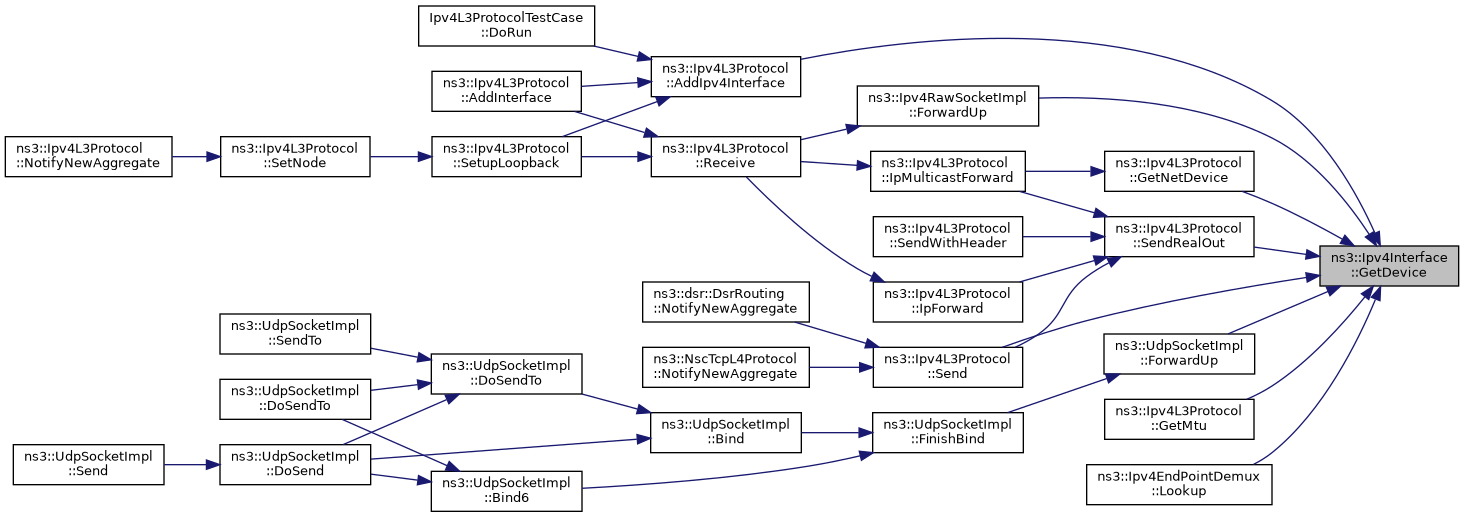 Ipv4L3ProtocolTestCase
::DoRun
ns3::Ipv4L3Protocol
::AddIpv4Interface
ns3::Ipv4L3Protocol
::AddInterface
ns3::Ipv4RawSocketImpl
::ForwardUp
ns3::Ipv4L3Protocol
::NotifyNewAggregate
ns3::Ipv4L3Protocol
::SetNode
ns3::Ipv4L3Protocol
::SetupLoopback
ns3::Ipv4L3Protocol
::Receive
ns3::Ipv4L3Protocol
::IpMulticastForward
ns3::Ipv4L3Protocol
::GetNetDevice
ns3::Ipv4L3Protocol
::SendWithHeader
ns3::Ipv4L3Protocol
::SendRealOut
ns3::Ipv4Interface
::GetDevice
ns3::dsr::DsrRouting
::NotifyNewAggregate
ns3::Ipv4L3Protocol
::IpForward
ns3::UdpSocketImpl
::SendTo
ns3::UdpSocketImpl
::DoSendTo
ns3::NscTcpL4Protocol
::NotifyNewAggregate
ns3::Ipv4L3Protocol
::Send
ns3::UdpSocketImpl
::ForwardUp
ns3::UdpSocketImpl
::DoSendTo
ns3::UdpSocketImpl
::Bind
ns3::UdpSocketImpl
::FinishBind
ns3::Ipv4L3Protocol
::GetMtu
ns3::UdpSocketImpl
::Send
ns3::UdpSocketImpl
::DoSend
ns3::UdpSocketImpl
::Bind6
ns3::Ipv4EndPointDemux
::Lookup